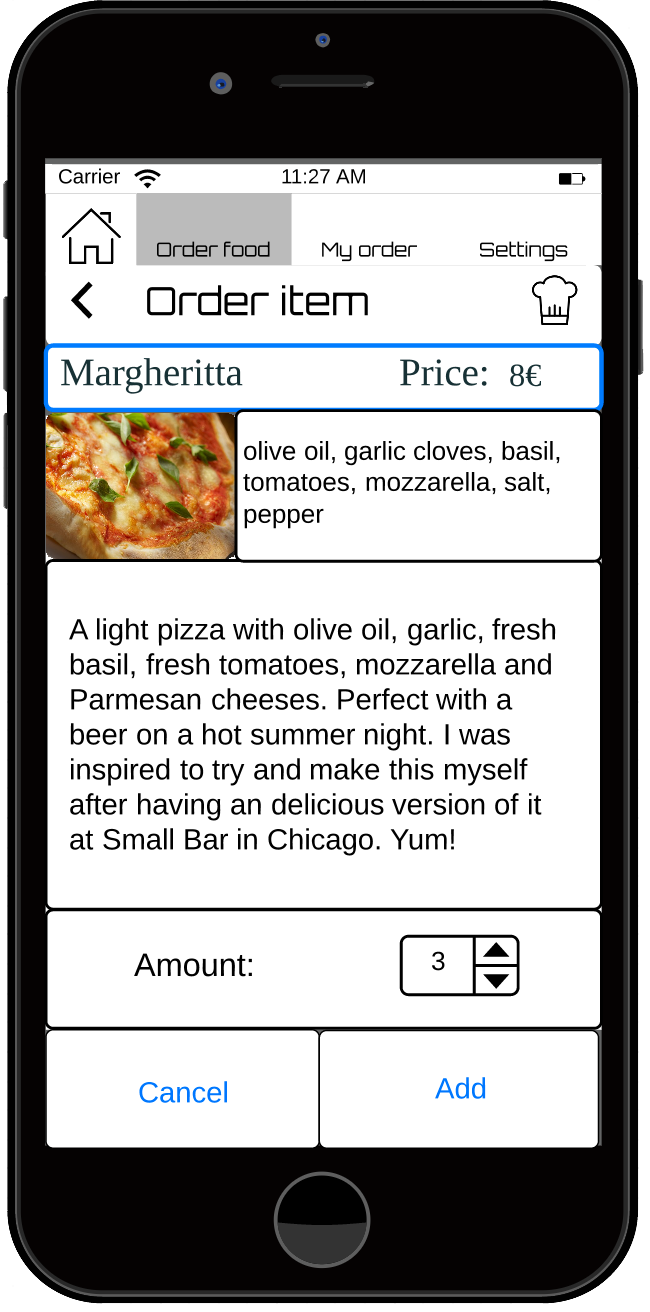 Carrier 11:27 AM
Order food My order Settings
Order item
Margheritta Price: 8€
olive oil, garlic cloves, basil,
tomatoes, mozzarella, salt,
pepper
A light pizza with olive oil, garlic, fresh
basil, fresh tomatoes, mozzarella and
Parmesan cheeses. Perfect with a
beer on a hot summer night. I was
inspired to try and make this myself
after having an delicious version of it
at Small Bar in Chicago. Yum!
Amount: 3
Cancel Add